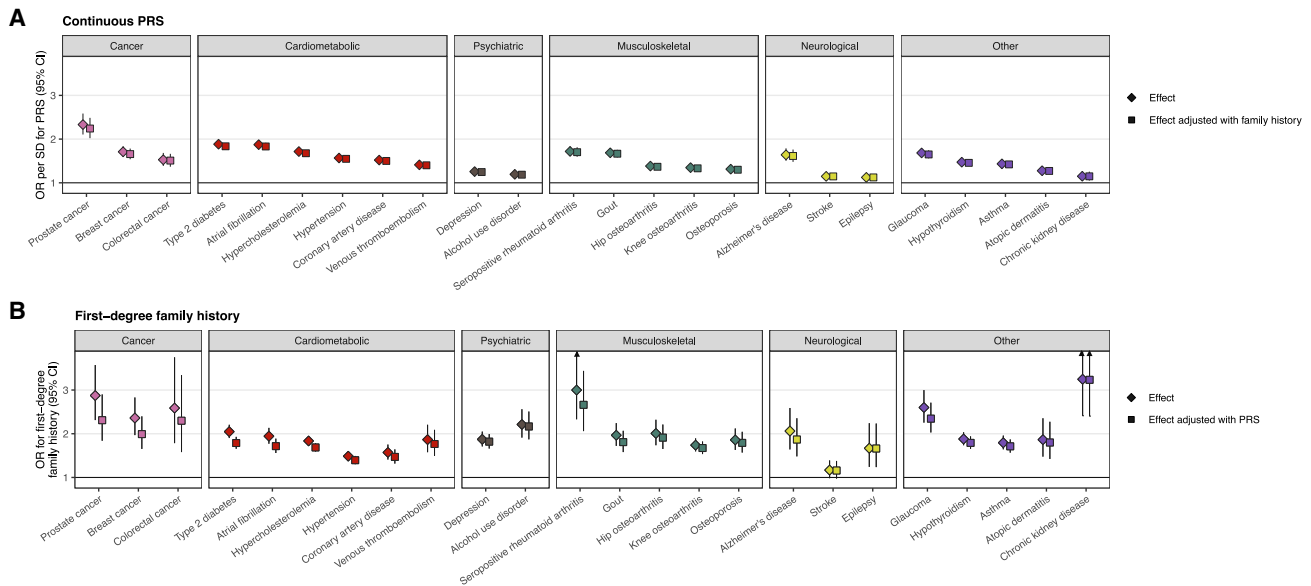 A
Continuous PRS
Cancer
Cardiometabolic
Psychiatric
Musculoskeletal
Neurological
Other
OR per SD for PRS (95% CI)
3
2
1
Prostate cancer
Breast cancer
Colorectal cancer
Type 2 diabetes
Atrial fibrillation
Hypercholesterolemia
Hypertension
Coronary artery disease
Venous thromboembolism
Depression
Alcohol use disorder
Seropositive rheumatoid arthritis
Gout
Hip osteoarthritis
Knee osteoarthritis
Osteoporosis
Alzheimer's disease
Stroke
Epilepsy
Glaucoma
Hypothyroidism
Asthma
Atopic dermatitis
Chronic kidney disease
Effect
Effect adjusted with family history
B
First–degree family history
Cancer
Cardiometabolic
Psychiatric
Musculoskeletal
Neurological
Other
OR for first–degree
family history (95% CI)
3
2
1
Prostate cancer
Breast cancer
Colorectal cancer
Type 2 diabetes
Atrial fibrillation
Hypercholesterolemia
Hypertension
Coronary artery disease
Venous thromboembolism
Depression
Alcohol use disorder
Seropositive rheumatoid arthritis
Gout
Hip osteoarthritis
Knee osteoarthritis
Osteoporosis
Alzheimer's disease
Stroke
Epilepsy
Glaucoma
Hypothyroidism
Asthma
Atopic dermatitis
Chronic kidney disease
Effect
Effect adjusted with PRS